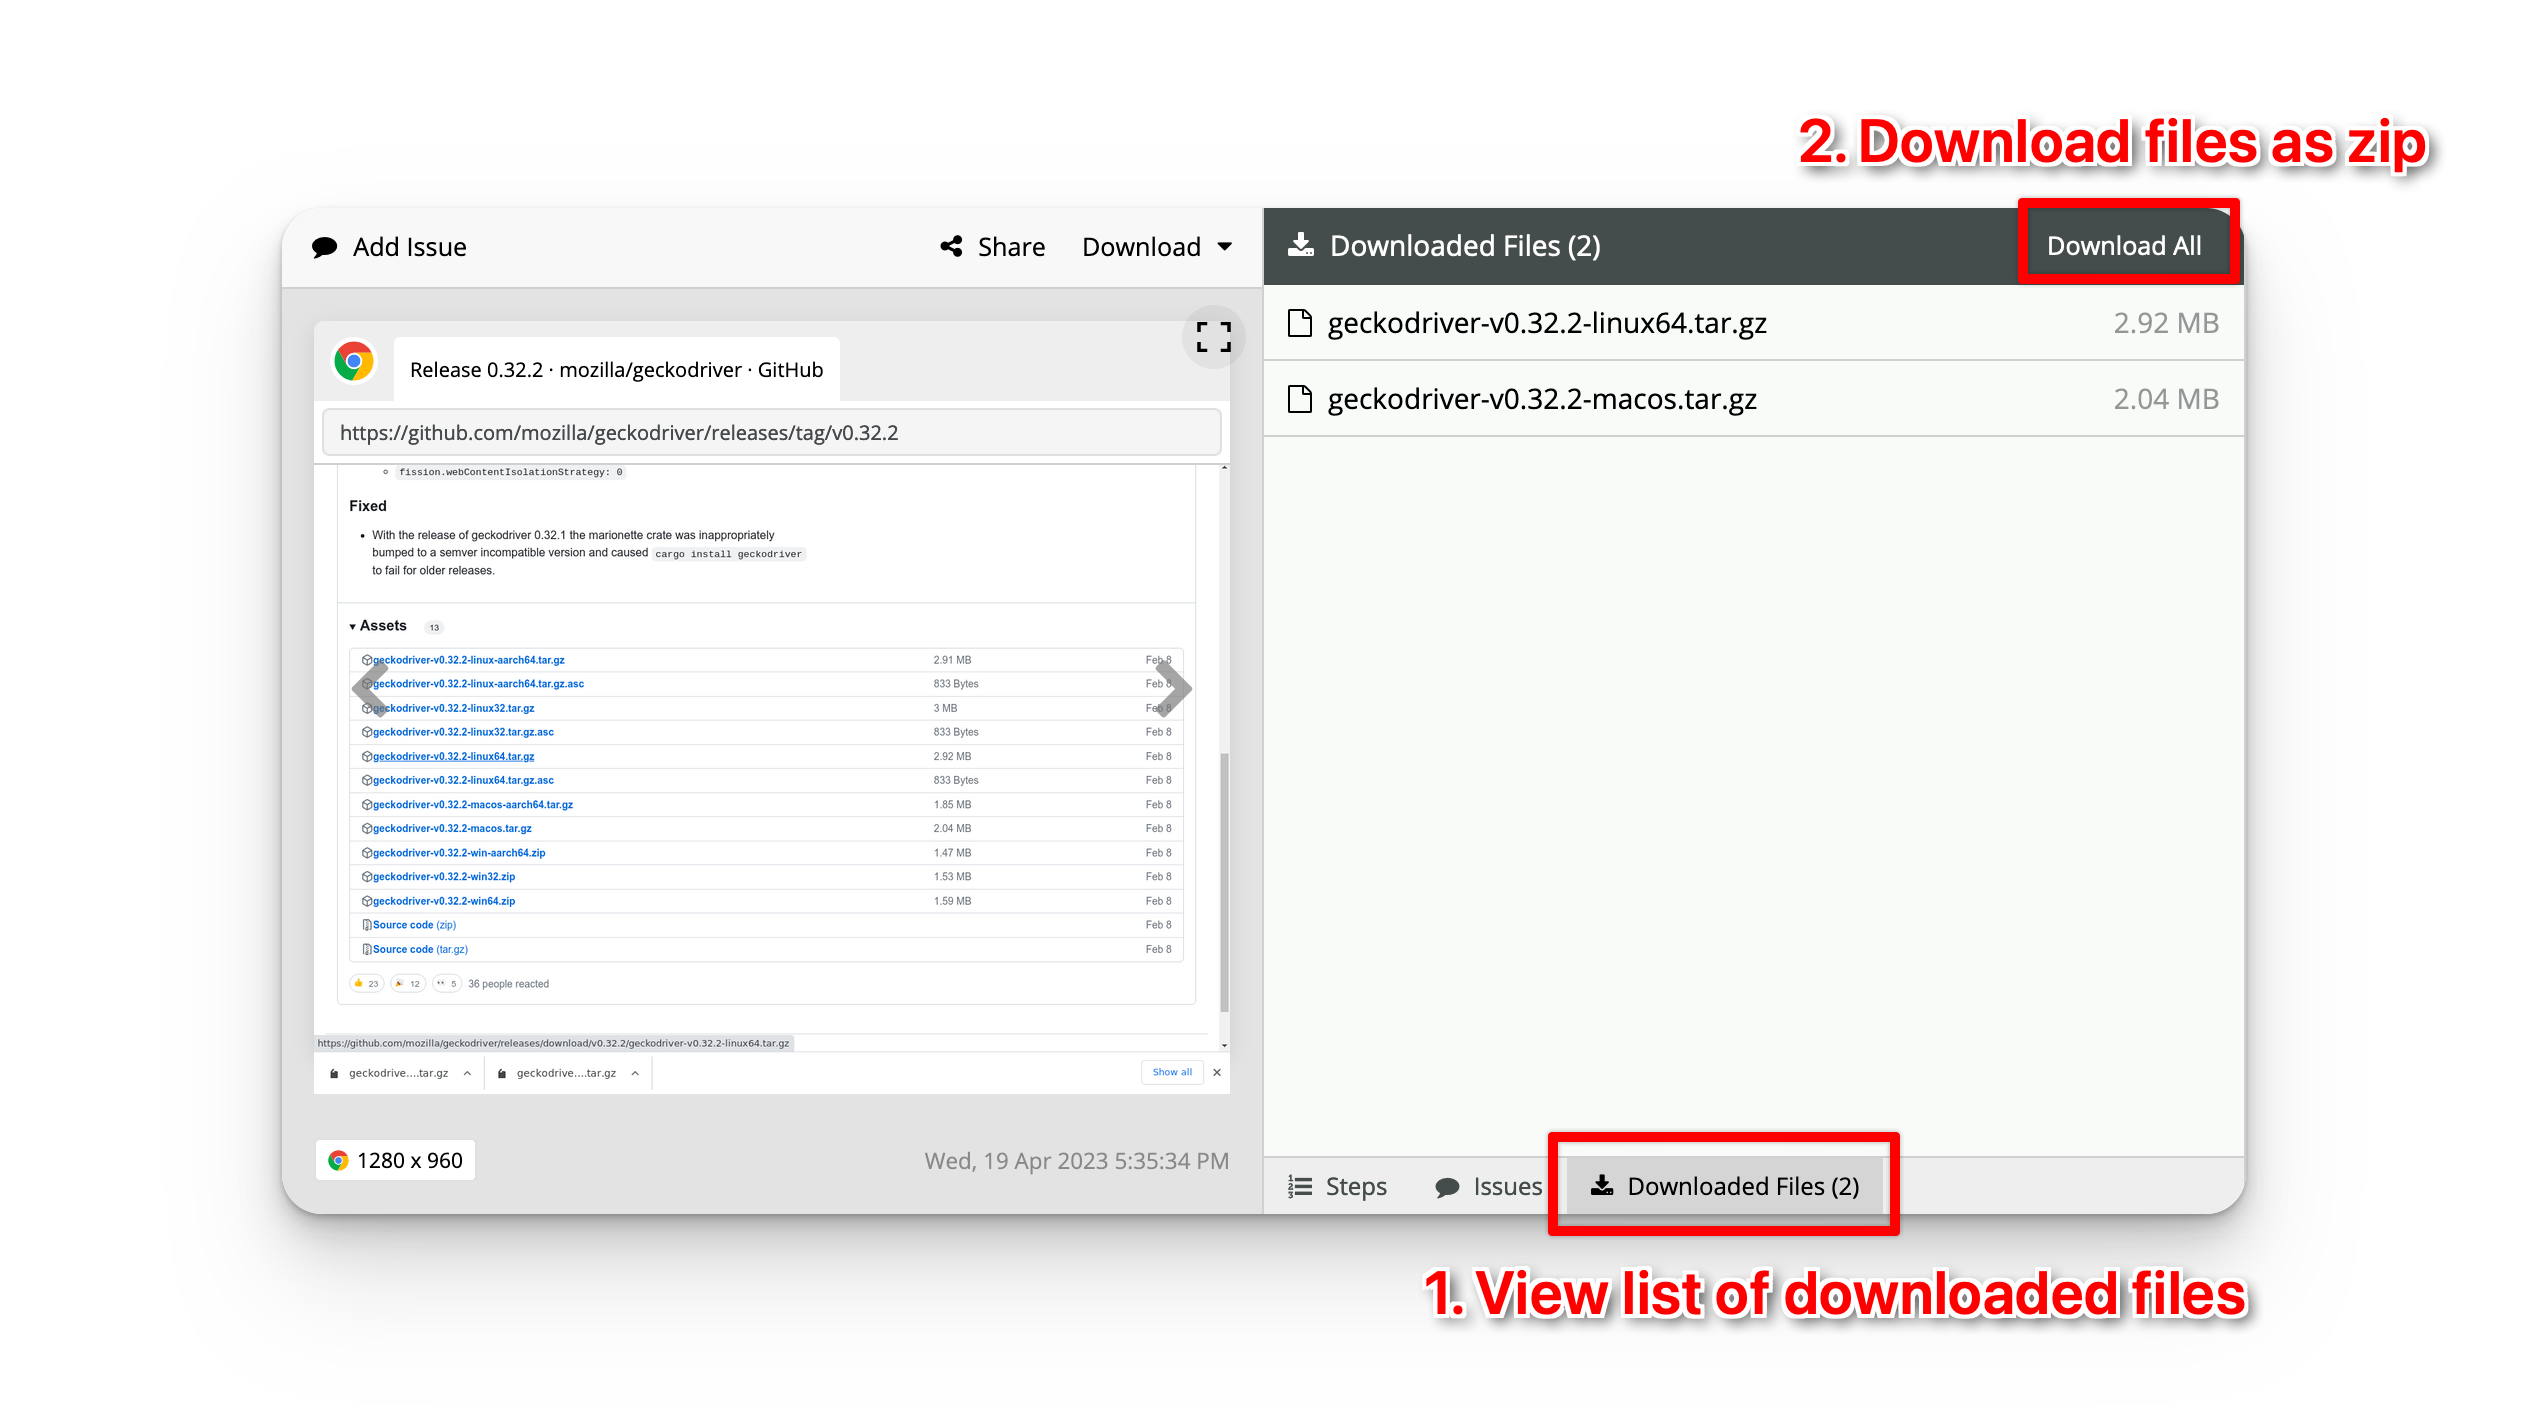 2. Download files as zip
Add Issue
Share
Download
Downloaded Files (2)
Download All
geckodriver-v0.32.2-linux64.tar.gz
2.92 MB
geckodriver-v0.32.2-macos.tar.gz
2.04 MB
Release 0.32.2 · mozilla/geckodriver · GitHub
https://github.com/mozilla/geckodriver/releases/tag/v0.32.2
fission.webContentIsolationStrategy: 0
Fixed
With the release of geckodriver 0.32.1 the marionette crate was inappropriately
bumped to a semver incompatible version and caused cargo install geckodriver
to fail for older releases.
Assets 13
geckodriver-v0.32.2-linux-aarch64.tar.gz 2.91 MB Feb 8
geckodriver-v0.32.2-linux-aarch64.tar.gz.asc 833 Bytes Feb 8
geckodriver-v0.32.2-linux32.tar.gz 3 MB Feb 8
geckodriver-v0.32.2-linux32.tar.gz.asc 833 Bytes Feb 8
geckodriver-v0.32.2-linux64.tar.gz 2.92 MB Feb 8
geckodriver-v0.32.2-linux64.tar.gz.asc 833 Bytes Feb 8
geckodriver-v0.32.2-macos-aarch64.tar.gz 1.85 MB Feb 8
geckodriver-v0.32.2-macos.tar.gz 2.04 MB Feb 8
geckodriver-v0.32.2-win-aarch64.zip 1.47 MB Feb 8
geckodriver-v0.32.2-win32.zip 1.53 MB Feb 8
geckodriver-v0.32.2-win64.zip 1.59 MB Feb 8
Source code (zip) Feb 8
Source code (tar.gz) Feb 8
23 12 5 36 people reacted
https://github.com/mozilla/geckodriver/releases/download/v0.32.2/geckodriver-v0.32.2-linux64.tar.gz
geckodrive....tar.gz geckodrive....tar.gz Show all
1280 x 960
Wed, 19 Apr 2023 5:35:34 PM
Steps
Issues
Downloaded Files (2)
1. View list of downloaded files